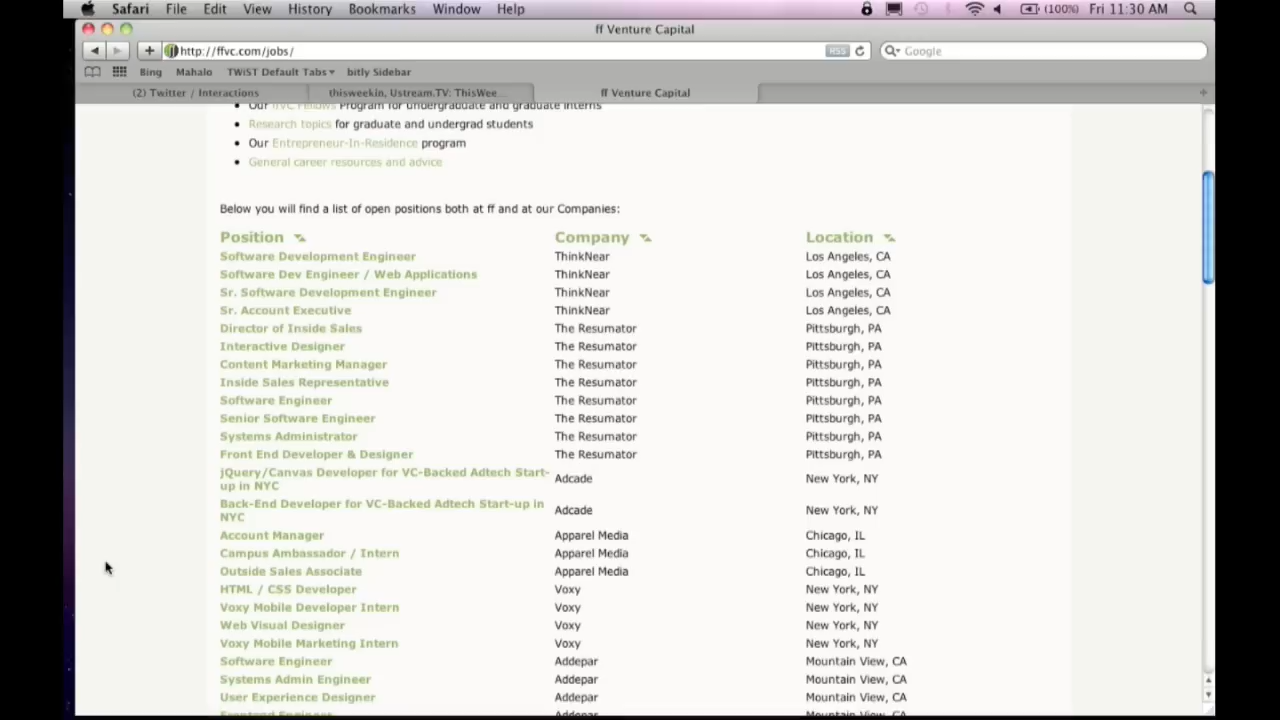 Safari File Edit View History Bookmarks Window Help (100%) Fri 11:30 AM
ff Venture Capital
http://ffvc.com/jobs/ RSS Google
Bing Mahalo TWiST Default Tabs bitly Sidebar
(2) Twitter / Interactions thisweekin, Ustream.TV: ThisWee... ff Venture Capital
Our ffVC Fellows Program for undergraduate and graduate interns
Research topics for graduate and undergrad students
Our Entrepreneur-In-Residence program
General career resources and advice
Below you will find a list of open positions both at ff and at our Companies:
Position Company Location
Software Development Engineer ThinkNear Los Angeles, CA
Software Dev Engineer / Web Applications ThinkNear Los Angeles, CA
Sr. Software Development Engineer ThinkNear Los Angeles, CA
Sr. Account Executive ThinkNear Los Angeles, CA
Director of Inside Sales The Resumator Pittsburgh, PA
Interactive Designer The Resumator Pittsburgh, PA
Content Marketing Manager The Resumator Pittsburgh, PA
Inside Sales Representative The Resumator Pittsburgh, PA
Software Engineer The Resumator Pittsburgh, PA
Senior Software Engineer The Resumator Pittsburgh, PA
Systems Administrator The Resumator Pittsburgh, PA
Front End Developer & Designer The Resumator Pittsburgh, PA
jQuery/Canvas Developer for VC-Backed Adtech Start-
up in NYC Adcade New York, NY
Back-End Developer for VC-Backed Adtech Start-up in
NYC Adcade New York, NY
Account Manager Apparel Media Chicago, IL
Campus Ambassador / Intern Apparel Media Chicago, IL
Outside Sales Associate Apparel Media Chicago, IL
HTML / CSS Developer Voxy New York, NY
Voxy Mobile Developer Intern Voxy New York, NY
Web Visual Designer Voxy New York, NY
Voxy Mobile Marketing Intern Voxy New York, NY
Software Engineer Addepar Mountain View, CA
Systems Admin Engineer Addepar Mountain View, CA
User Experience Designer Addepar Mountain View, CA
Frontend Engineer Addepar Mountain View, CA